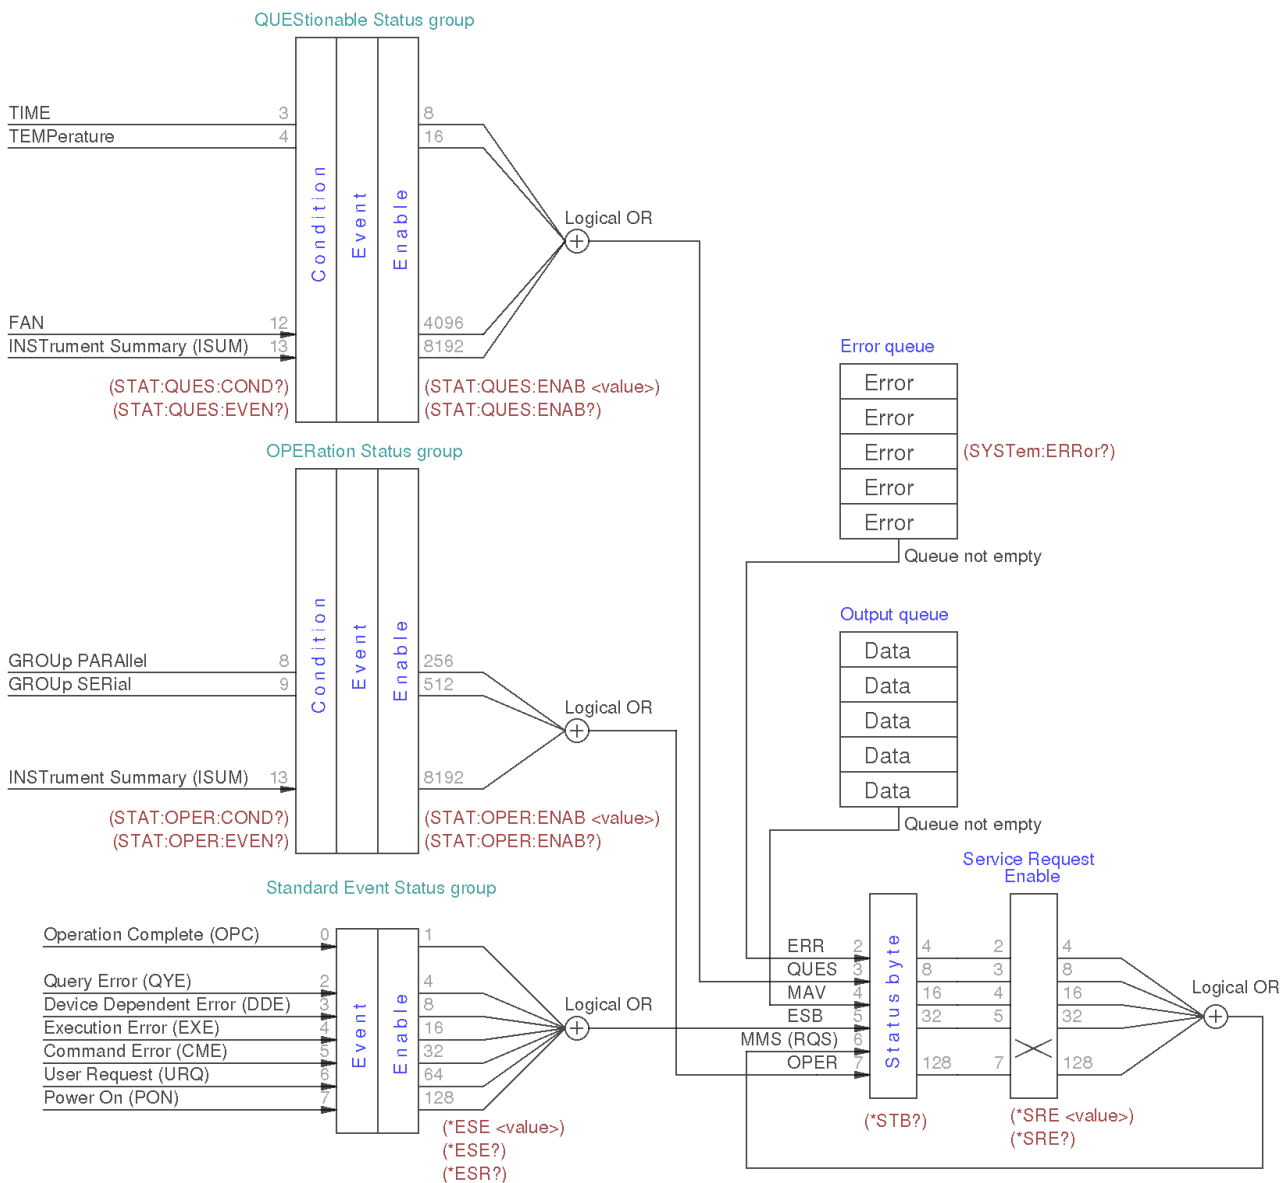 QUEStionable Status group
TIME 3 8
TEMPerature 4 16
Condition
Event
Enable
Logical OR
FAN 12 4096
INSTrument Summary (ISUM) 13 8192
(STAT:QUES:COND?) (STAT:QUES:ENAB <value>)
(STAT:QUES:EVEN?) (STAT:QUES:ENAB?)
Error queue
Error
Error
Error (SYSTem:ERRor?)
Error
Error
Queue not empty
OPERation Status group
GROUp PARAllel 8 256
GROUp SERial 9 512
Condition
Event
Enable
Logical OR
INSTrument Summary (ISUM) 13 8192
(STAT:OPER:COND?) (STAT:OPER:ENAB <value>)
(STAT:OPER:EVEN?) (STAT:OPER:ENAB?)
Output queue
Data
Data
Data
Data
Data
Queue not empty
Standard Event Status group
Operation Complete (OPC) 0 1
Query Error (QYE) 2 4
Device Dependent Error (DDE) 3 8
Execution Error (EXE) 4 16
Command Error (CME) 5 32
User Request (URQ) 6 64
Power On (PON) 7 128
Event
Enable
Logical OR
(*ESE <value>)
(*ESE?)
(*ESR?)
Service Request
Enable
ERR 2 4 2 4
QUES 3 8 3 8
MAV 4 16 4 16
ESB 5 32 5 32
MMS (RQS) 6
OPER 7 128 7 128
Status byte
Logical OR
(*STB?)
(*SRE <value>)
(*SRE?)